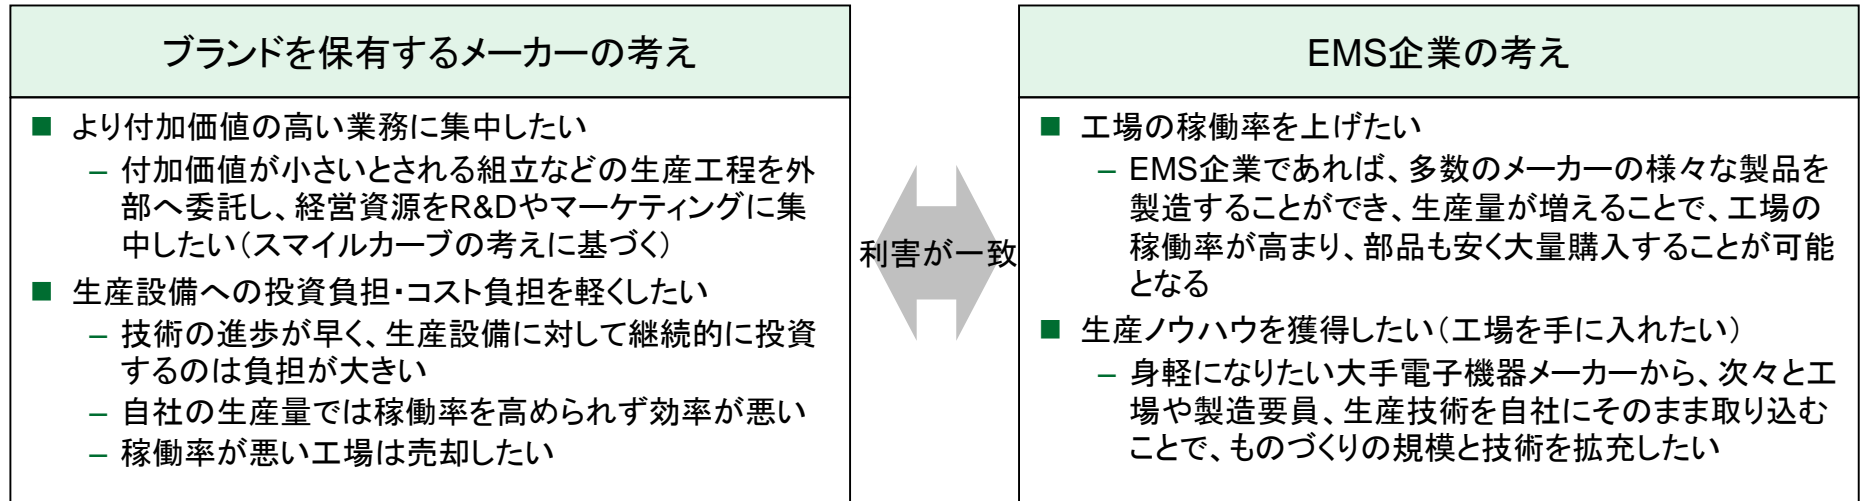 ブランドを保有するメーカーの考え
■ より付加価値の高い業務に集中したい
– 付加価値が小さいとされる組立などの生産工程を外
部へ委託し、経営資源をR&Dやマーケティングに集
中したい（スマイルカーブの考えに基づく）
■ 生産設備への投資負担・コスト負担を軽くしたい
– 技術の進歩が早く、生産設備に対して継続的に投資
するのは負担が大きい
– 自社の生産量では稼働率を高められず効率が悪い
– 稼働率が悪い工場は売却したい
利害が一致
EMS企業の考え
■ 工場の稼働率を上げたい
– EMS企業であれば、多数のメーカーの様々な製品を
製造することができ、生産量が増えることで、工場の
稼働率が高まり、部品も安く大量購入することが可能
となる
■ 生産ノウハウを獲得したい（工場を手に入れたい）
– 身軽になりたい大手電子機器メーカーから、次々と工
場や製造要員、生産技術を自社にそのまま取り込む
ことで、ものづくりの規模と技術を拡充したい